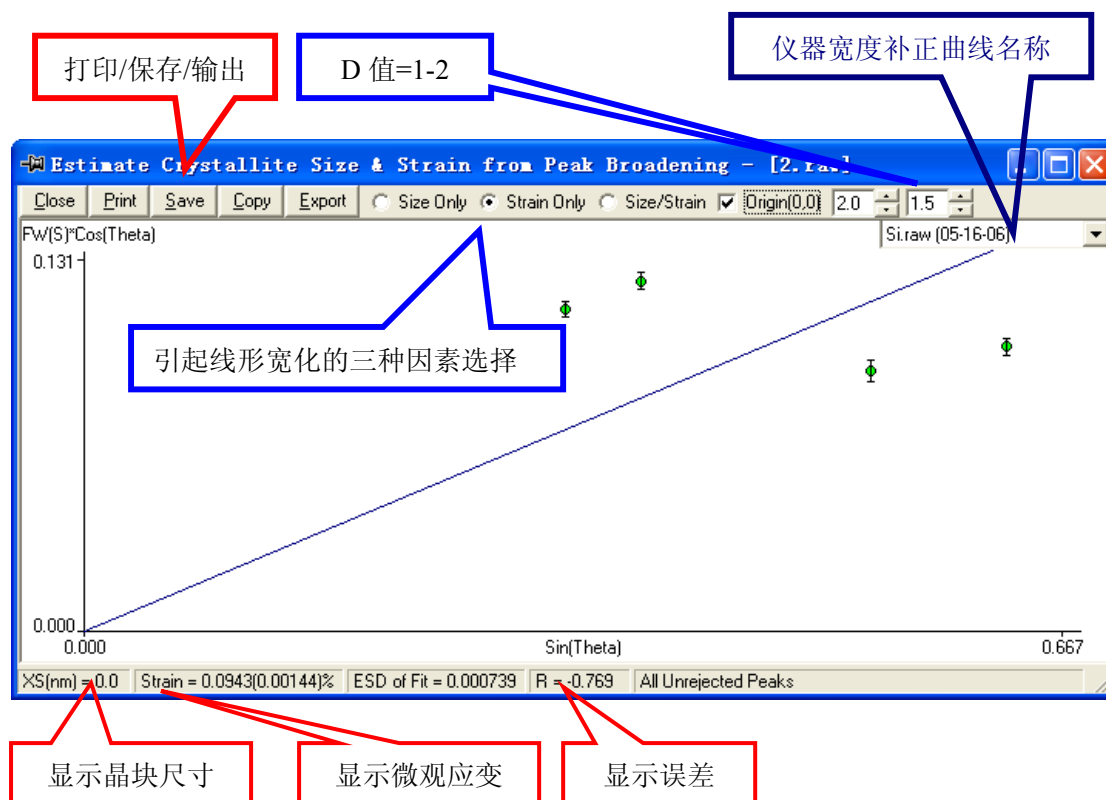 打印/保存/输出
D 值=1-2
仪器宽度补正曲线名称
Estimate Crystallite Size & Strain from Peak Broadening - [2.raw]
Close Print Save Copy Export Size Only Strain Only Size/Strain Origin(0,0) 2.0 1.5
FW(S)*Cos(Theta)
Si.raw (05-16-06)
0.131
引起线形宽化的三种因素选择
0.000
0.000 Sin(Theta) 0.667
XS(nm) = 0.0 Strain = 0.0943(0.00144)% ESD of Fit = 0.000739 R = -0.769 All Unrejected Peaks
显示晶块尺寸
显示微观应变
显示误差